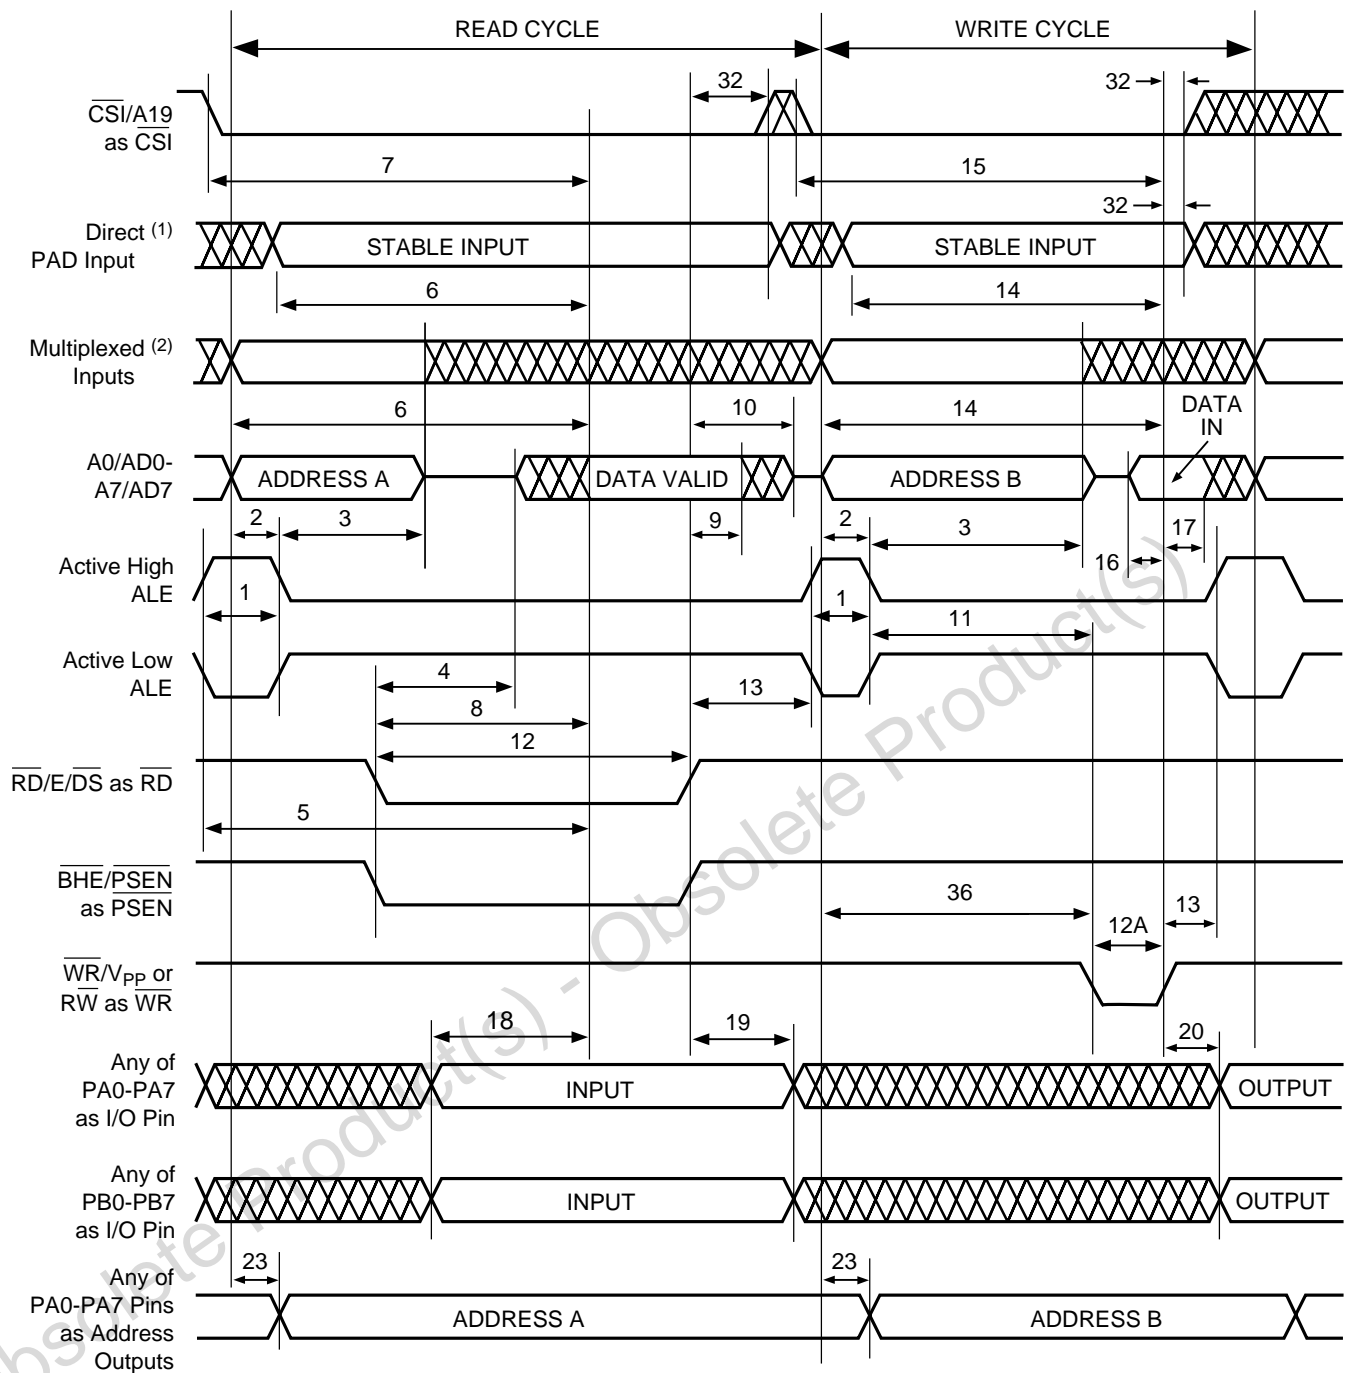 READ CYCLE
WRITE CYCLE
32
32
CSI/A19
as CSI
7
15
32
Direct (1)
PAD Input
STABLE INPUT
STABLE INPUT
6
14
Multiplexed (2)
Inputs
6
10
14
DATA
IN
A0/AD0-
A7/AD7
ADDRESS A
DATA VALID
ADDRESS B
2
3
9
2
3
17
16
Active High
ALE
1
1
11
Active Low
ALE
4
13
8
12
RD/E/DS as RD
5
BHE/PSEN
as PSEN
36
13
12A
WR/VPP or
RW as WR
18
19
20
Any of
PA0-PA7
as I/O Pin
INPUT
OUTPUT
Any of
PB0-PB7
as I/O Pin
INPUT
OUTPUT
23
23
Any of
PA0-PA7 Pins
as Address
Outputs
ADDRESS A
ADDRESS B
Obsolete Product(s) - Obsolete Product(s)